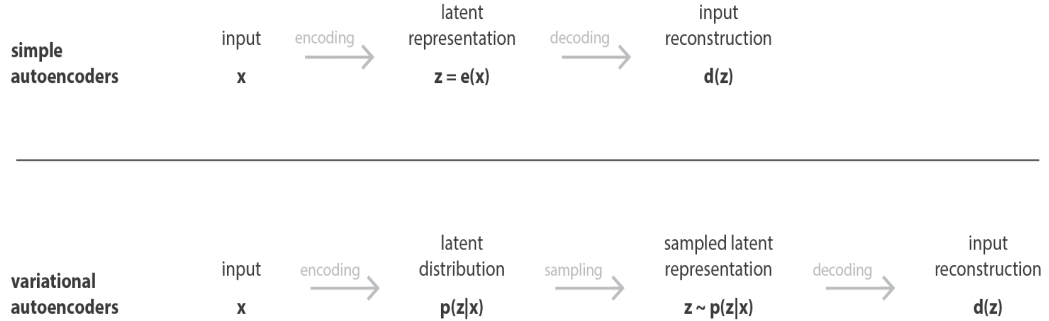 simple
autoencoders
input
x
encoding
latent
representation
z = e(x)
decoding
input
reconstruction
d(z)
variational
autoencoders
input
x
encoding
latent
distribution
p(z|x)
sampling
sampled latent
representation
z ~ p(z|x)
decoding
input
reconstruction
d(z)